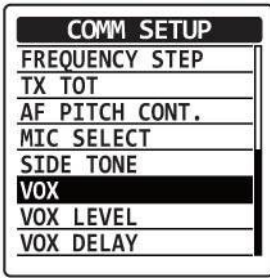 COMM SETUP
FREQUENCY STEP
TX TOT
AF PITCH CONT.
MIC SELECT
SIDE TONE
VOX
VOX LEVEL
VOX DELAY